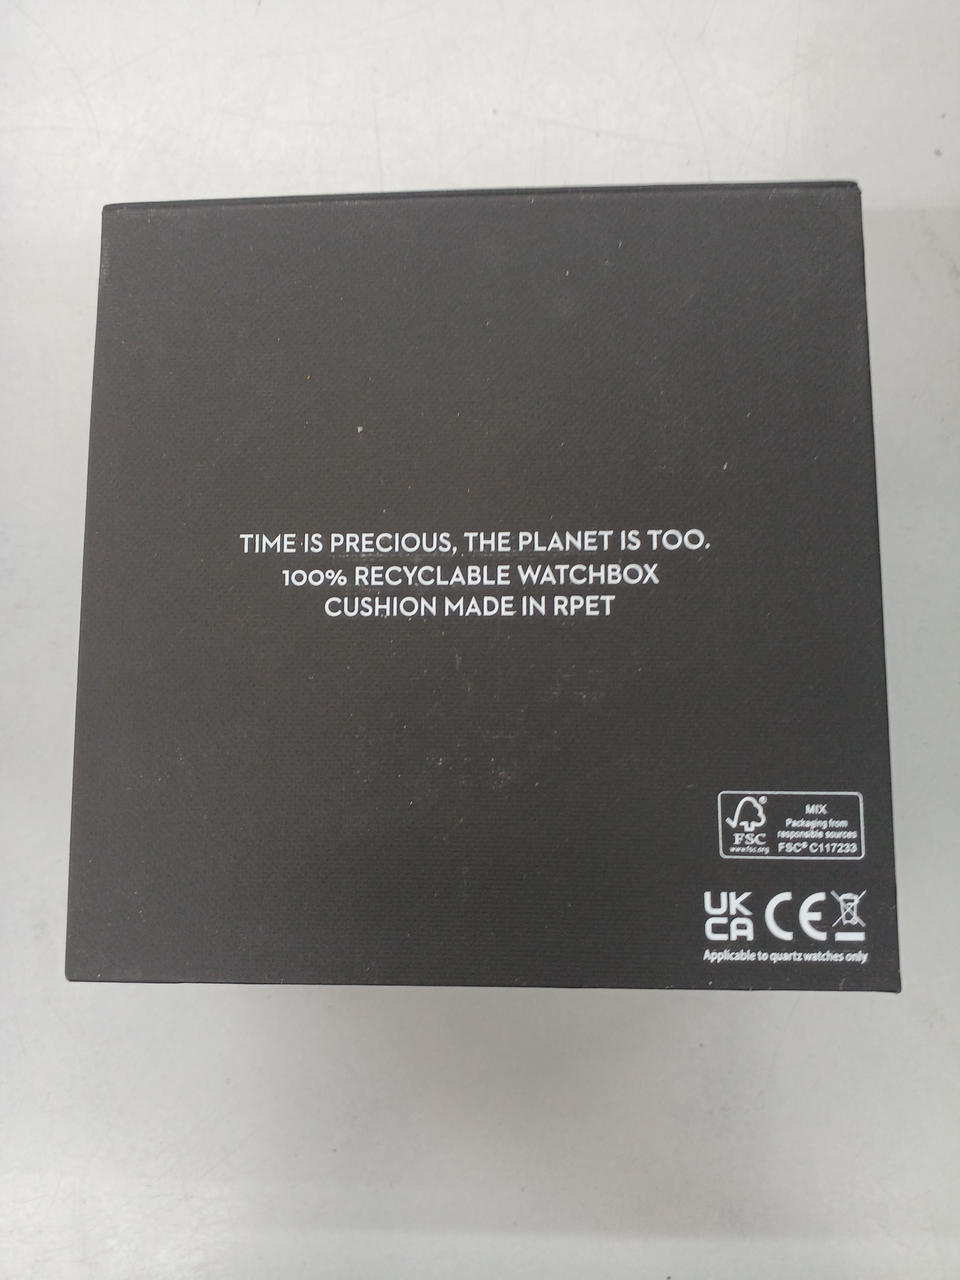 TIME IS PRECIOUS, THE PLANET IS TOO.
100% RECYCLABLE WATCHBOX
CUSHION MADE IN RPET
MIX
Packaging from
responsible sources
FSC® C117233
FSC
www.fsc.org
UK
CA CE
Applicable to quartz watches only